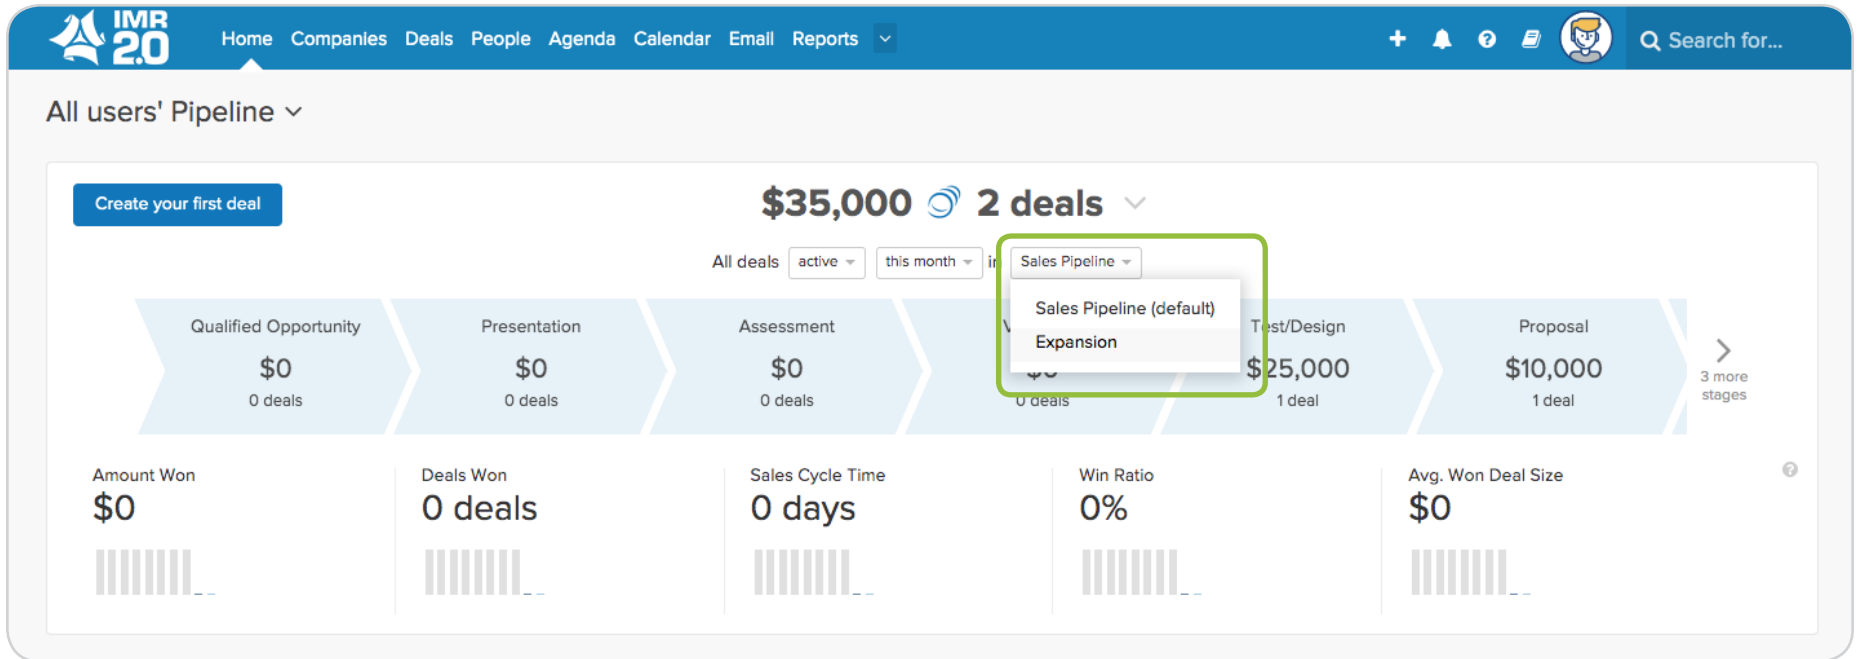 IMR
2.0
Home Companies Deals People Agenda Calendar Email Reports
Search for...
All users' Pipeline
Create your first deal
$35,000 2 deals
All deals active this month in Sales Pipeline
Sales Pipeline (default)
Expansion
Qualified Opportunity
$0
0 deals
Presentation
$0
0 deals
Assessment
$0
0 deals
$0
0 deals
Test/Design
$25,000
1 deal
Proposal
$10,000
1 deal
3 more
stages
Amount Won
$0
Deals Won
0 deals
Sales Cycle Time
0 days
Win Ratio
0%
Avg. Won Deal Size
$0